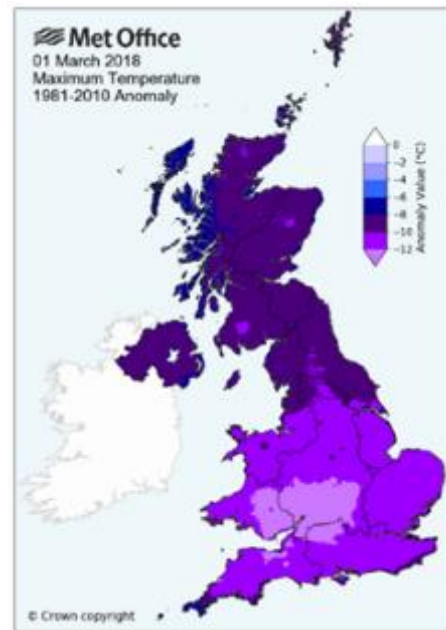 Met Office
01 March 2018
Maximum Temperature
1981-2010 Anomaly
0
−2
−4
−6
−8
−10
−12
Anomaly Value (°C)
© Crown copyright